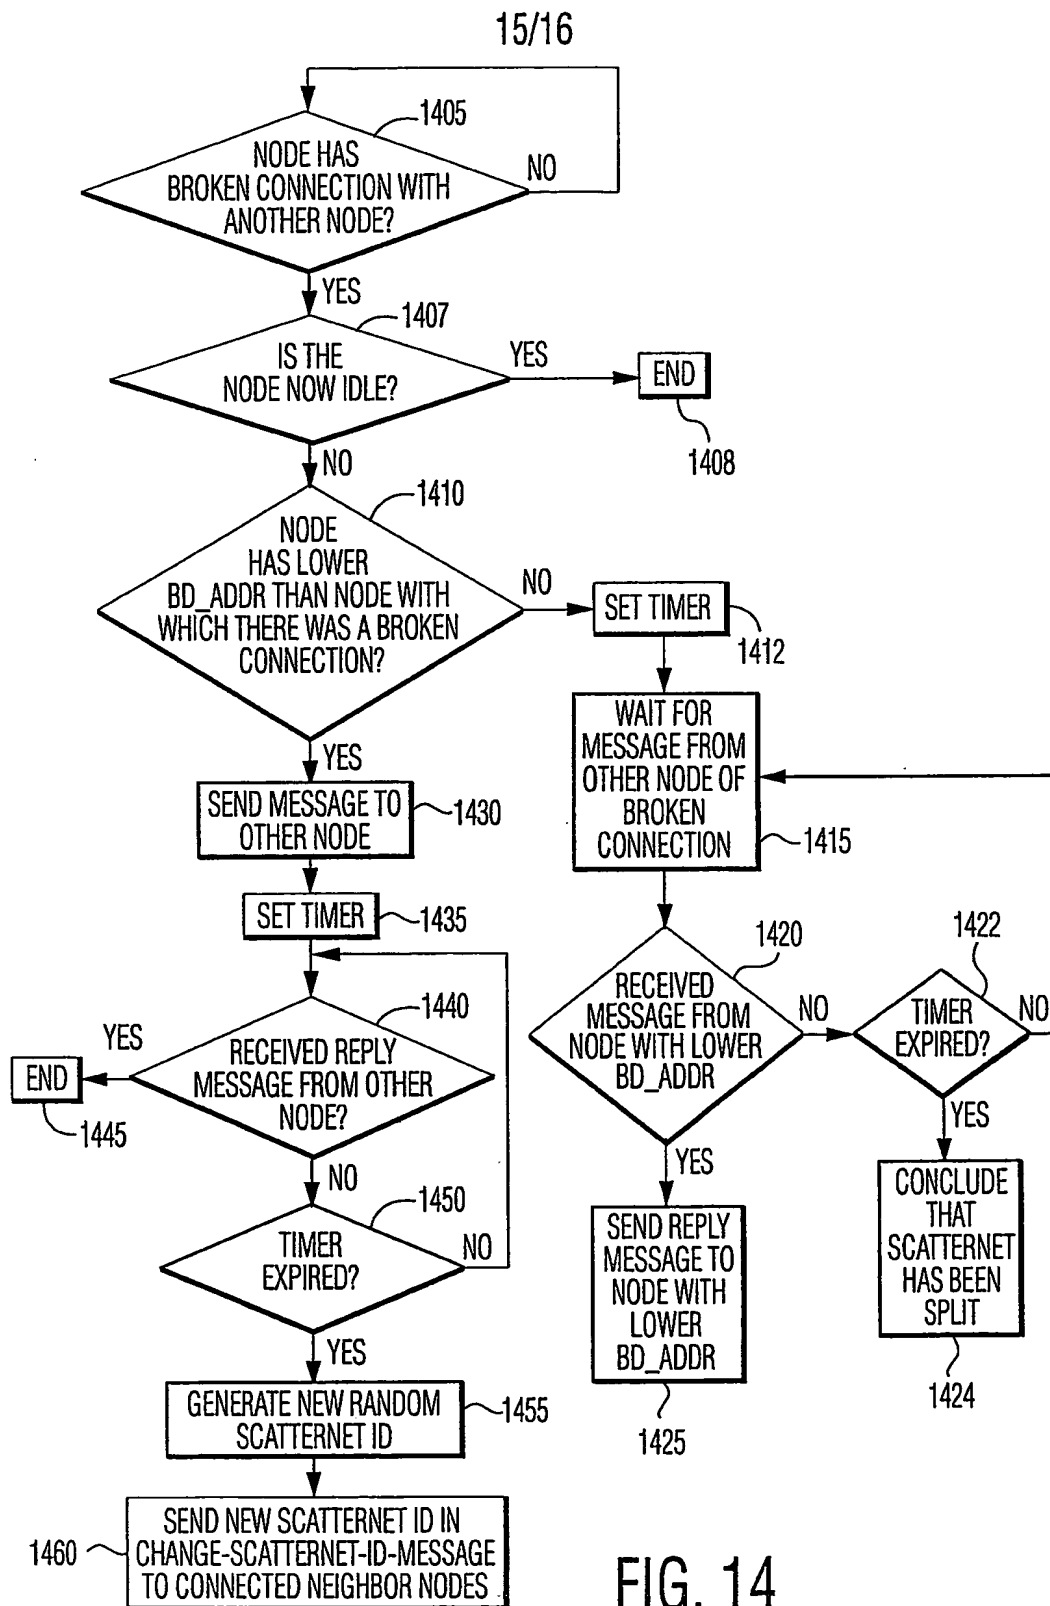 15/16
1405
NODE HAS
BROKEN CONNECTION WITH
ANOTHER NODE?
NO
YES
1407
IS THE
NODE NOW IDLE?
YES
END
1408
NO
1410
NODE
HAS LOWER
BD_ADDR THAN NODE WITH
WHICH THERE WAS A BROKEN
CONNECTION?
NO
SET TIMER
1412
WAIT FOR
MESSAGE FROM
OTHER NODE OF
BROKEN
CONNECTION
1415
YES
SEND MESSAGE TO
OTHER NODE
1430
SET TIMER
1435
1440
RECEIVED REPLY
MESSAGE FROM OTHER
NODE?
YES
END
1445
NO
1450
TIMER
EXPIRED?
NO
YES
GENERATE NEW RANDOM
SCATTERNET ID
1455
SEND NEW SCATTERNET ID IN
CHANGE-SCATTERNET-ID-MESSAGE
TO CONNECTED NEIGHBOR NODES
1460
1420
RECEIVED
MESSAGE FROM
NODE WITH LOWER
BD_ADDR
NO
1422
TIMER
EXPIRED?
NO
YES
SEND REPLY
MESSAGE TO
NODE WITH
LOWER
BD_ADDR
1425
YES
CONCLUDE
THAT
SCATTERNET
HAS BEEN
SPLIT
1424
FIG. 14